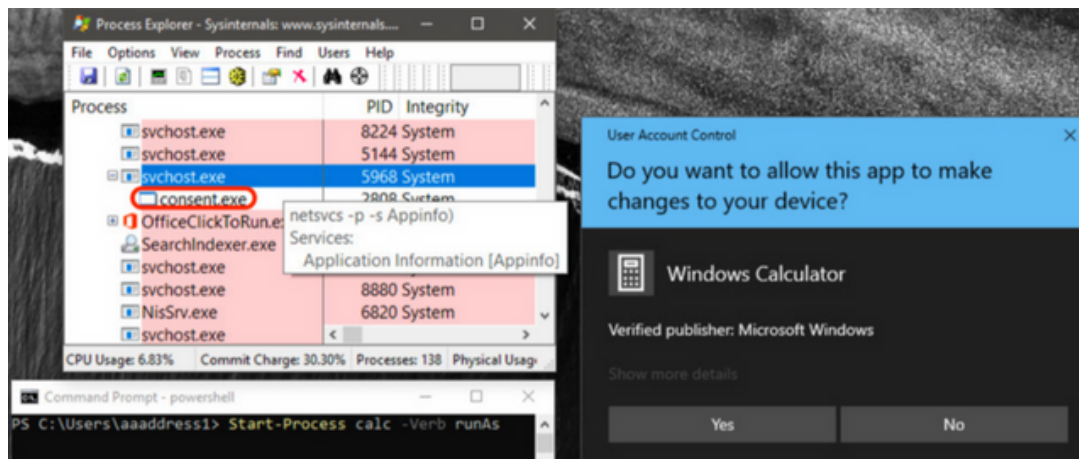 Process Explorer - Sysinternals: www.sysinternals....
File Options View Process Find Users Help
Process PID Integrity
svchost.exe 8224 System
svchost.exe 5144 System
svchost.exe 5968 System
consent.exe 2808 System
OfficeClickToRun.e
SearchIndexer.exe
svchost.exe
svchost.exe 8880 System
NisSrv.exe 6820 System
svchost.exe
netsvcs -p -s Appinfo)
Services:
Application Information [Appinfo]
CPU Usage: 6.83% Commit Charge: 30.30% Processes: 138 Physical Usag
Command Prompt - powershell
PS C:\Users\aaaddress1> Start-Process calc -Verb runAs
User Account Control
Do you want to allow this app to make
changes to your device?
Windows Calculator
Verified publisher: Microsoft Windows
Show more details
Yes No